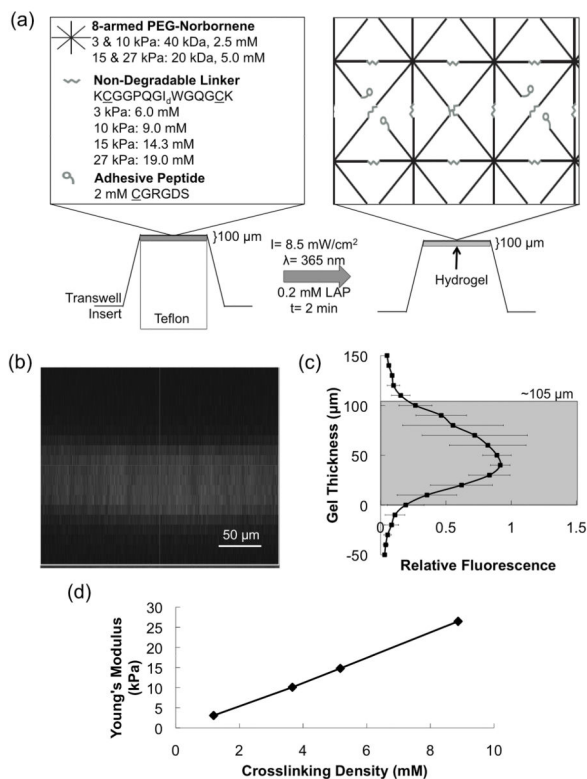 (a)
8-armed PEG-Norbornene
3 & 10 kPa: 40 kDa, 2.5 mM
15 & 27 kPa: 20 kDa, 5.0 mM
Non-Degradable Linker
KCGGPQGIdWGQGCK
3 kPa: 6.0 mM
10 kPa: 9.0 mM
15 kPa: 14.3 mM
27 kPa: 19.0 mM
Adhesive Peptide
2 mM CGRGDS
}100 μm
Transwell
Insert
Teflon
I= 8.5 mW/cm²
λ= 365 nm
0.2 mM LAP
t= 2 min
}100 μm
Hydrogel
(b)
50 μm
(c)
Gel Thickness (μm)
150
100
50
0
-50
~105 μm
0
0.5
1
1.5
Relative Fluorescence
(d)
Young's Modulus
(kPa)
30
25
20
15
10
5
0
0
2
4
6
8
10
Crosslinking Density (mM)